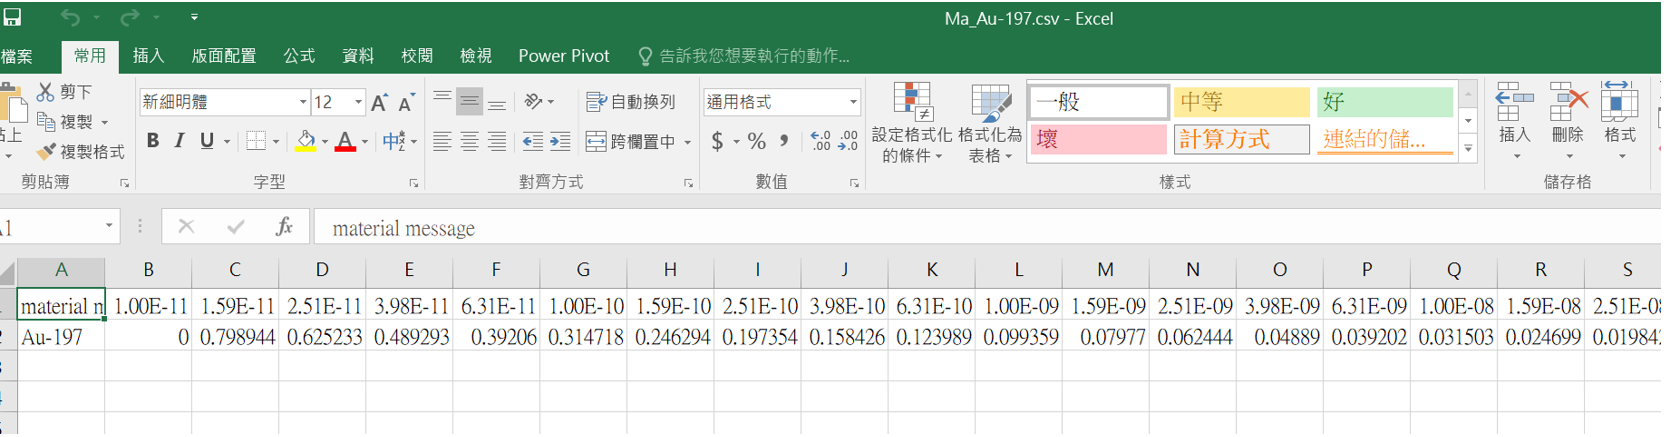 Ma_Au-197.csv - Excel
檔案 常用 插入 版面配置 公式 資料 校閱 檢視 Power Pivot 告訴我您想要執行的動作...
剪下
複製
複製格式
貼上
剪貼簿
新細明體 12
B I U
字型
自動換列
跨欄置中
對齊方式
通用格式
$ % ,
數值
設定格式化的條件
格式化為表格
一般 中等 好
壞 計算方式 連結的儲...
樣式
插入 刪除 格式
儲存格
A1 fx material message
A B C D E F G H I J K L M N O P Q R S
material m 1.00E-11 1.59E-11 2.51E-11 3.98E-11 6.31E-11 1.00E-10 1.59E-10 2.51E-10 3.98E-10 6.31E-10 1.00E-09 1.59E-09 2.51E-09 3.98E-09 6.31E-09 1.00E-08 1.59E-08 2.51E-08
2 Au-197 0 0.798944 0.625233 0.489293 0.39206 0.314718 0.246294 0.197354 0.158426 0.123989 0.099359 0.07977 0.062444 0.04889 0.039202 0.031503 0.024699 0.019842